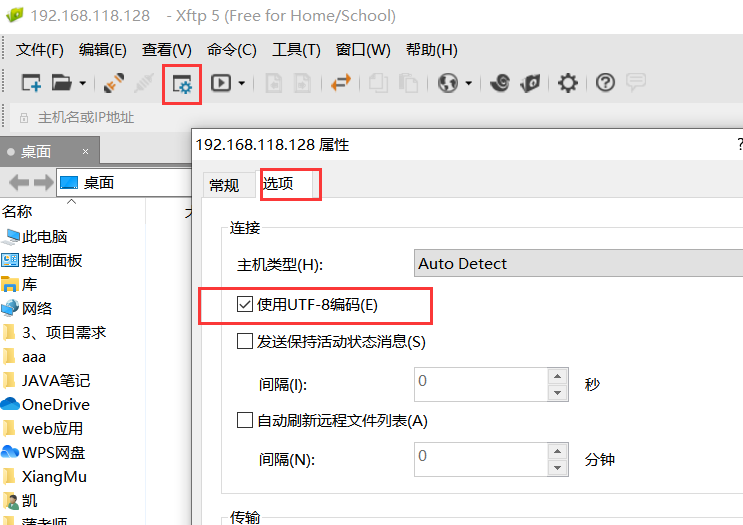 192.168.118.128 - Xftp 5 (Free for Home/School)
文件(F) 编辑(E) 查看(V) 命令(C) 工具(T) 窗口(W) 帮助(H)
主机名或IP地址
桌面 ×
桌面
名称
此电脑
控制面板
库
网络
3、项目需求
aaa
JAVA笔记
OneDrive
web应用
WPS网盘
XiangMu
凯
192.168.118.128 属性 ?
常规 选项
连接
主机类型(H): Auto Detect
使用UTF-8编码(E)
发送保持活动状态消息(S)
间隔(I): 0 秒
自动刷新远程文件列表(A)
间隔(N): 0 分钟
传输